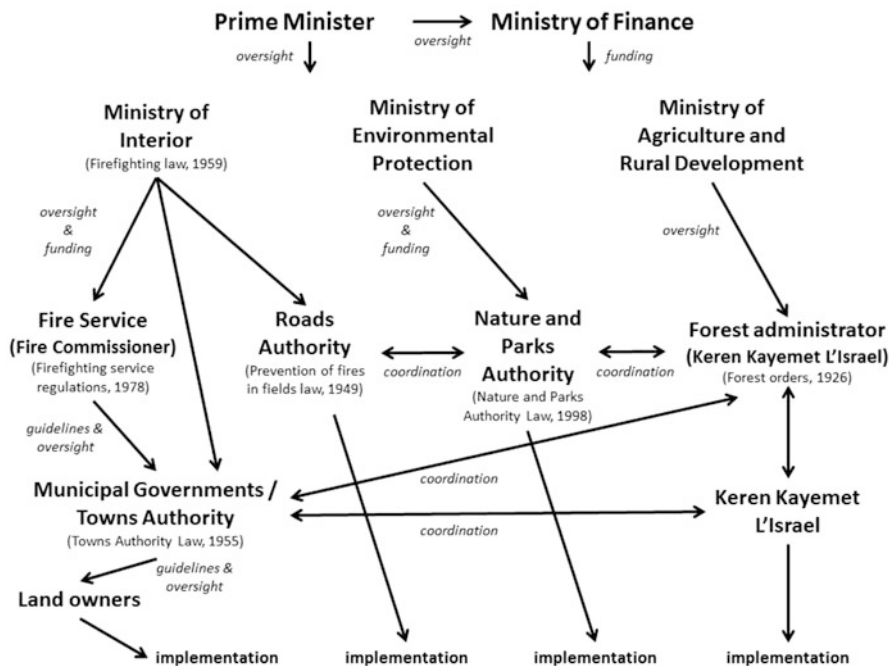 Prime Minister
oversight
Ministry of Finance
oversight
funding
Ministry of
Interior
(Firefighting law, 1959)
Ministry of
Environmental
Protection
Ministry of
Agriculture and
Rural Development
oversight
&
funding
oversight
&
funding
oversight
Fire Service
(Fire Commissioner)
(Firefighting service
regulations, 1978)
Roads
Authority
(Prevention of fires
in fields law, 1949)
coordination
Nature and
Parks
Authority
(Nature and Parks
Authority Law, 1998)
coordination
Forest administrator
(Keren Kayemet L'Israel)
(Forest orders, 1926)
guidelines &
oversight
Municipal Governments /
Towns Authority
(Towns Authority Law, 1955)
coordination
coordination
Keren Kayemet
L'Israel
guidelines &
oversight
Land owners
implementation
implementation
implementation
implementation